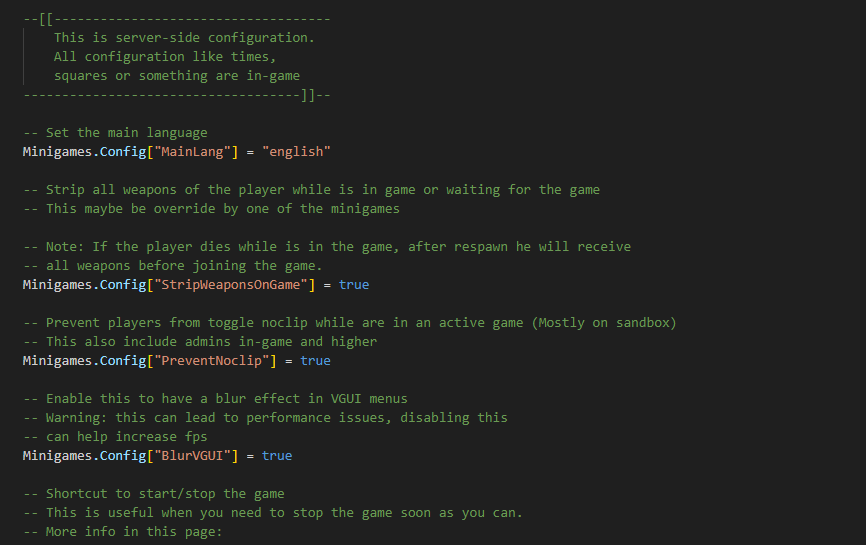 --[[------------------------------------
This is server-side configuration.
All configuration like times,
squares or something are in-game
------------------------------------]]--
-- Set the main language
Minigames.Config["MainLang"] = "english"
-- Strip all weapons of the player while is in game or waiting for the game
-- This maybe be override by one of the minigames
-- Note: If the player dies while is in the game, after respawn he will receive
-- all weapons before joining the game.
Minigames.Config["StripWeaponsOnGame"] = true
-- Prevent players from toggle noclip while are in an active game (Mostly on sandbox)
-- This also include admins in-game and higher
Minigames.Config["PreventNoclip"] = true
-- Enable this to have a blur effect in VGUI menus
-- Warning: this can lead to performance issues, disabling this
-- can help increase fps
Minigames.Config["BlurVGUI"] = true
-- Shortcut to start/stop the game
-- This is useful when you need to stop the game soon as you can.
-- More info in this page: